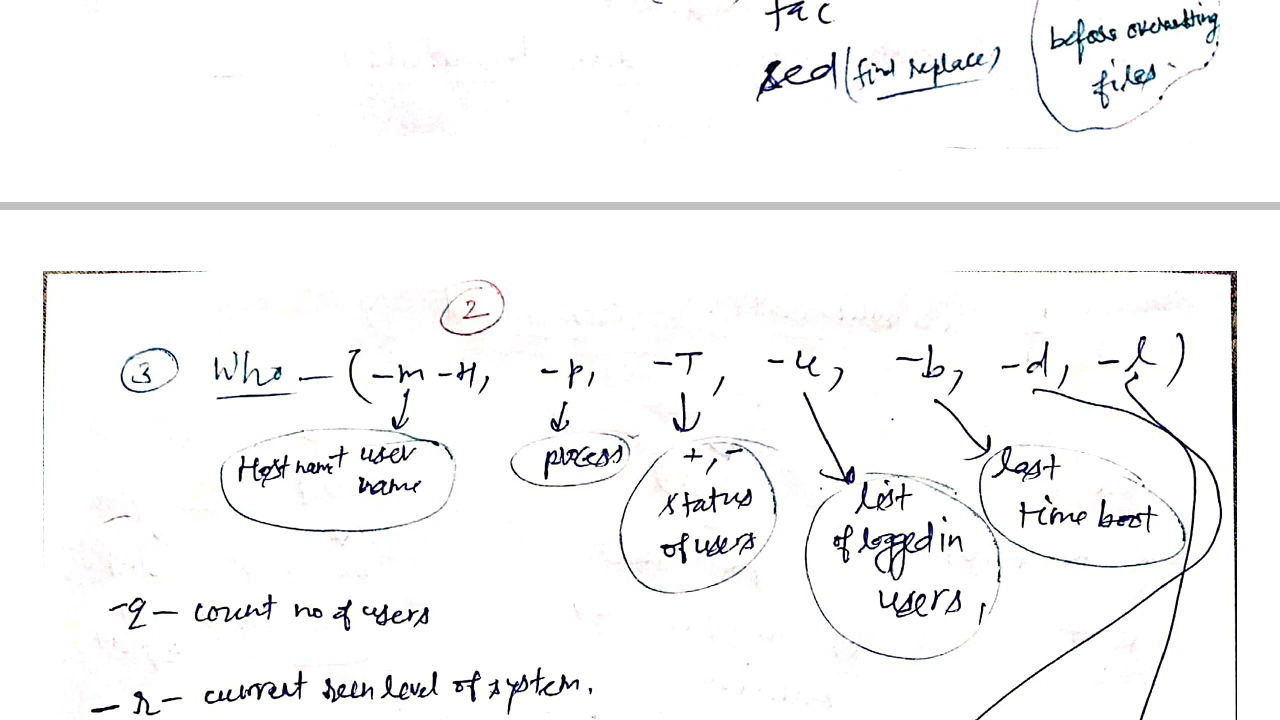 tac
sed (find replace)
before overwriting
files.
2
3 Who – (-m -H, -p, -T, -u, -b, -d, -l)
Host name + user
name
process
+, -
status
of users
list
of logged in
users,
last
time boot
-q – count no of users
-r – current run level of system.